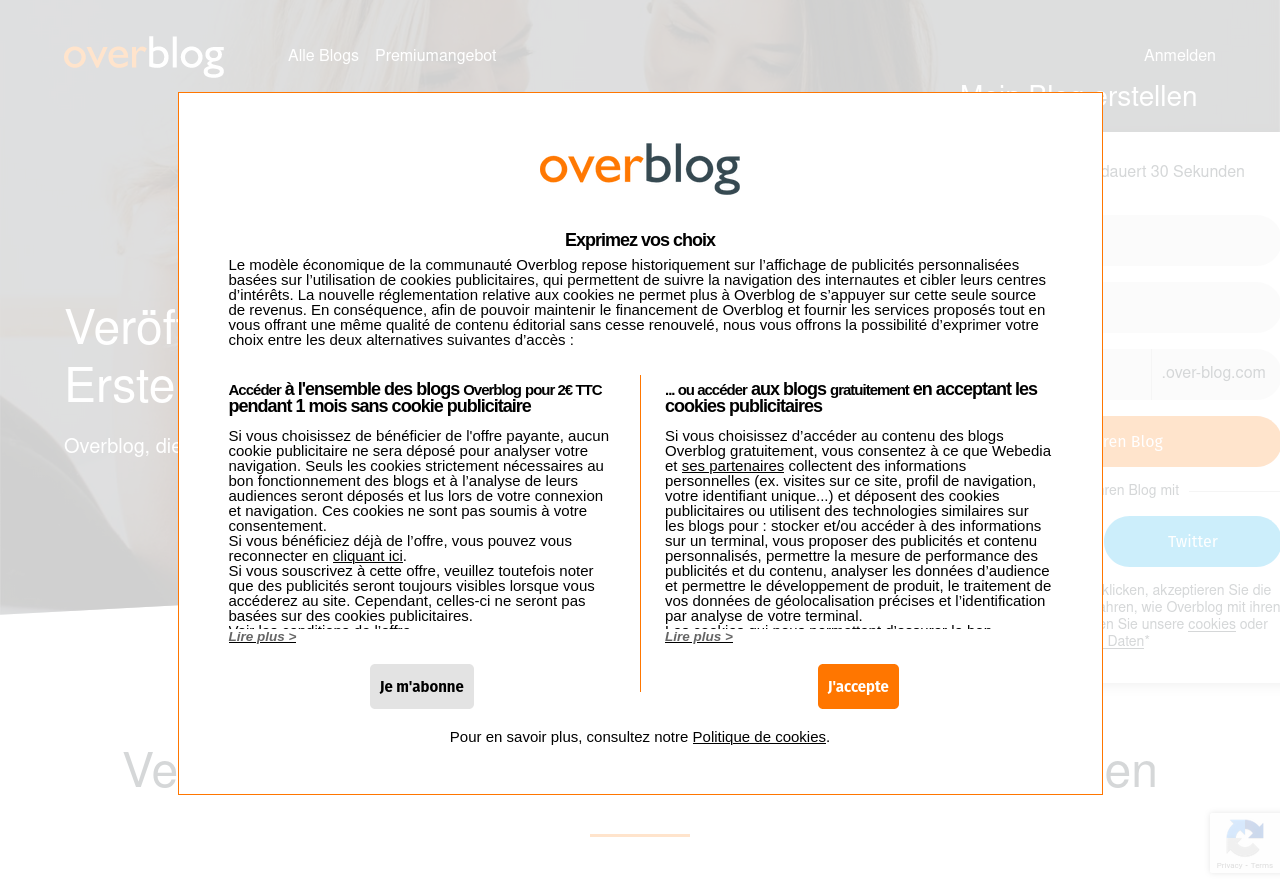 overblog
Alle Blogs
Premiumangebot
Anmelden
erstellen
overblog
dauert 30 Sekunden
Exprimez vos choix
Le modèle économique de la communauté Overblog repose historiquement sur l’affichage de publicités personnalisées
basées sur l’utilisation de cookies publicitaires, qui permettent de suivre la navigation des internautes et cibler leurs centres
d’intérêts. La nouvelle réglementation relative aux cookies ne permet plus à Overblog de s’appuyer sur cette seule source
de revenus. En conséquence, afin de pouvoir maintenir le financement de Overblog et fournir les services proposés tout en
vous offrant une même qualité de contenu éditorial sans cesse renouvelé, nous vous offrons la possibilité d’exprimer votre
choix entre les deux alternatives suivantes d’accès :
Accéder à l'ensemble des blogs Overblog pour 2€ TTC
pendant 1 mois sans cookie publicitaire
Si vous choisissez de bénéficier de l'offre payante, aucun
cookie publicitaire ne sera déposé pour analyser votre
navigation. Seuls les cookies strictement nécessaires au
bon fonctionnement des blogs et à l’analyse de leurs
audiences seront déposés et lus lors de votre connexion
et navigation. Ces cookies ne sont pas soumis à votre
consentement.
Si vous bénéficiez déjà de l’offre, vous pouvez vous
reconnecter en cliquant ici.
Si vous souscrivez à cette offre, veuillez toutefois noter
que des publicités seront toujours visibles lorsque vous
accéderez au site. Cependant, celles-ci ne seront pas
basées sur des cookies publicitaires.
Voir les conditions de l’offre
Lire plus >
Je m'abonne
... ou accéder aux blogs gratuitement en acceptant les
cookies publicitaires
Si vous choisissez d’accéder au contenu des blogs
Overblog gratuitement, vous consentez à ce que Webedia
et ses partenaires collectent des informations
personnelles (ex. visites sur ce site, profil de navigation,
votre identifiant unique...) et déposent des cookies
publicitaires ou utilisent des technologies similaires sur
les blogs pour : stocker et/ou accéder à des informations
sur un terminal, vous proposer des publicités et contenu
personnalisés, permettre la mesure de performance des
publicités et du contenu, analyser les données d’audience
et permettre le développement de produit, le traitement de
vos données de géolocalisation précises et l’identification
par analyse de votre terminal.
Les cookies qui nous permettent d’assurer le bon
Lire plus >
J'accepte
Pour en savoir plus, consultez notre Politique de cookies.
Veröf
Erste
Overblog, die
.over-blog.com
ren Blog
eren Blog mit
Twitter
klicken, akzeptieren Sie die
ahren, wie Overblog mit ihren
en Sie unsere cookies oder
Daten*
Ve
en
Privacy - Terms